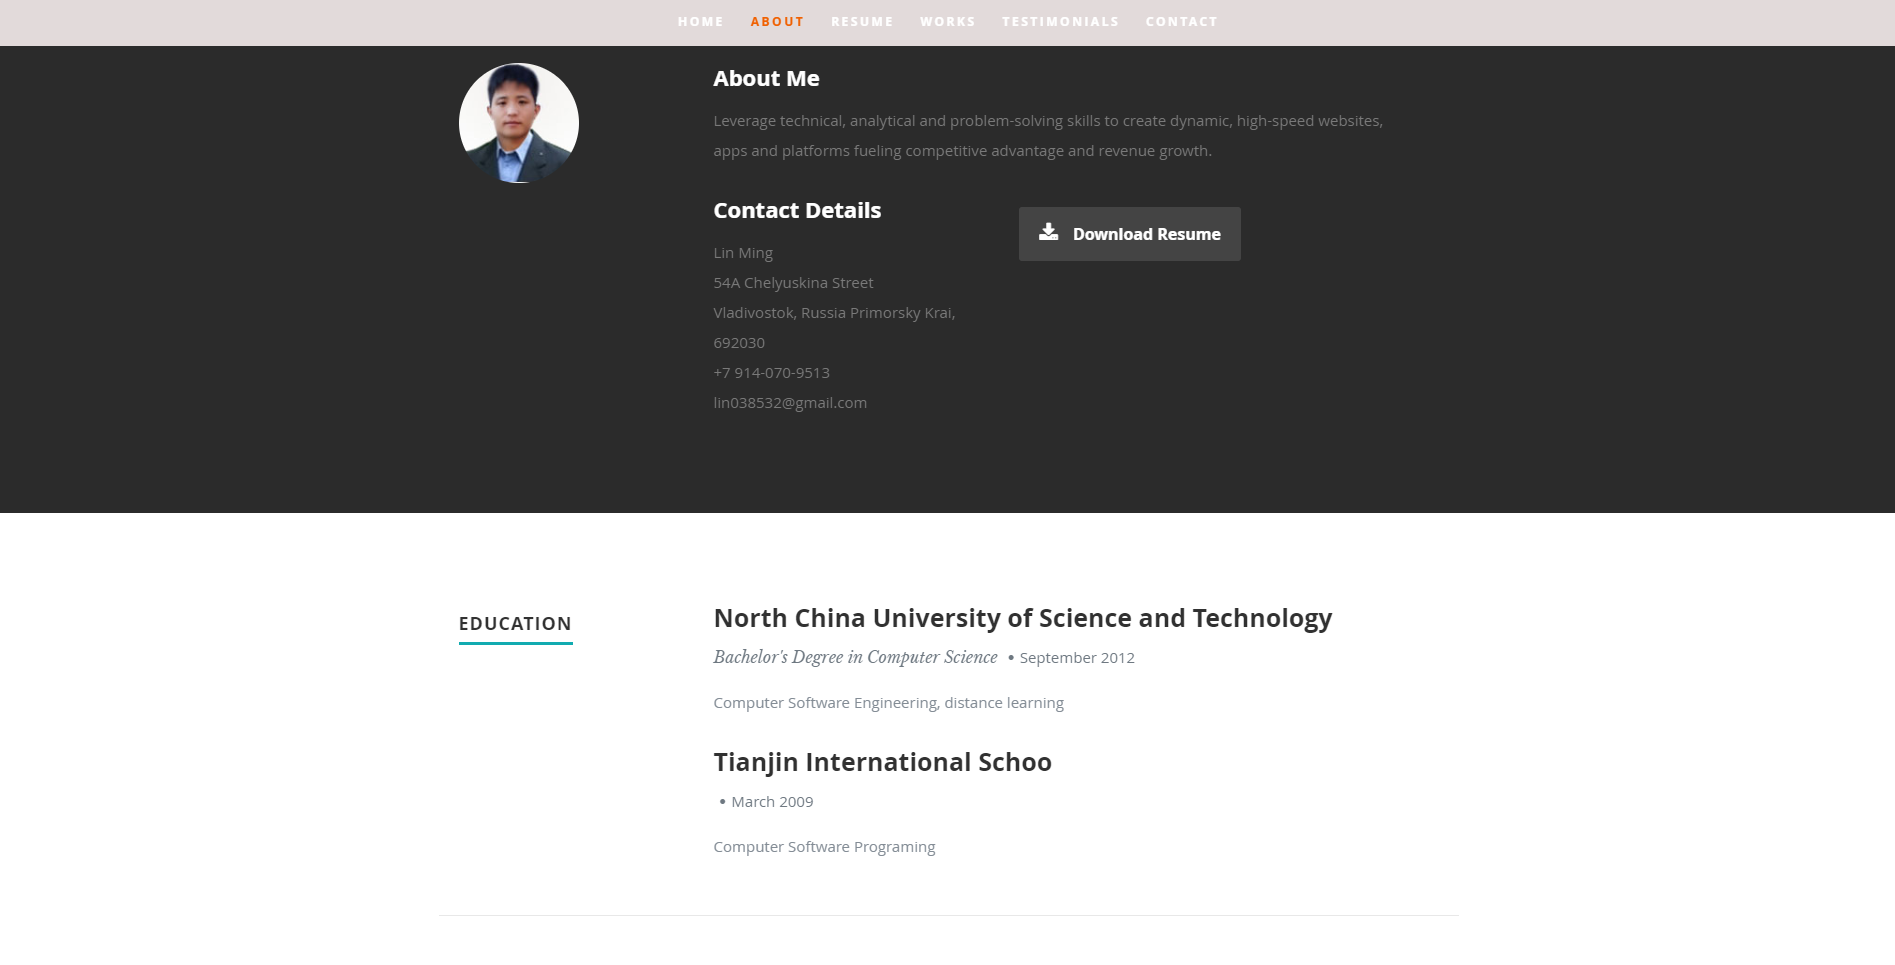 HOME ABOUT RESUME WORKS TESTIMONIALS CONTACT
About Me
Leverage technical, analytical and problem-solving skills to create dynamic, high-speed websites,
apps and platforms fueling competitive advantage and revenue growth.
Contact Details
Download Resume
Lin Ming
54A Chelyuskina Street
Vladivostok, Russia Primorsky Krai,
692030
+7 914-070-9513
lin038532@gmail.com
EDUCATION
North China University of Science and Technology
Bachelor's Degree in Computer Science • September 2012
Computer Software Engineering, distance learning
Tianjin International Schoo
• March 2009
Computer Software Programing